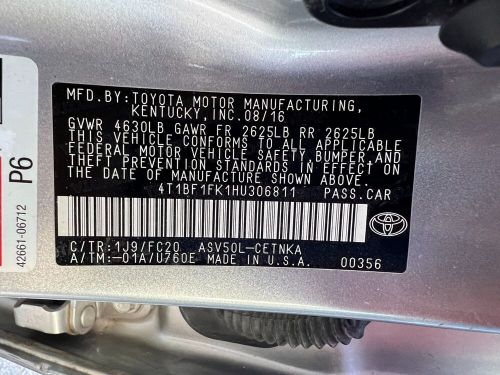 MFD.BY:TOYOTA MOTOR MANUFACTURING,
KENTUCKY, INC. 08/16
GVWR 4630LB GAWR FR 2625LB RR 2625LB
THIS VEHICLE CONFORMS TO ALL APPLICABLE
FEDERAL MOTOR VEHICLE SAFETY, BUMPER, AND
THEFT PREVENTION STANDARDS IN EFFECT ON
THE DATE OF MANUFACTURE SHOWN ABOVE.
4T1BF1FK1HU306811 PASS.CAR
C/TR:1J9/FC20 ASV50L-CETNKA
A/TM:-01A/U760E MADE IN U.S.A. 00356
P6
42661-06712